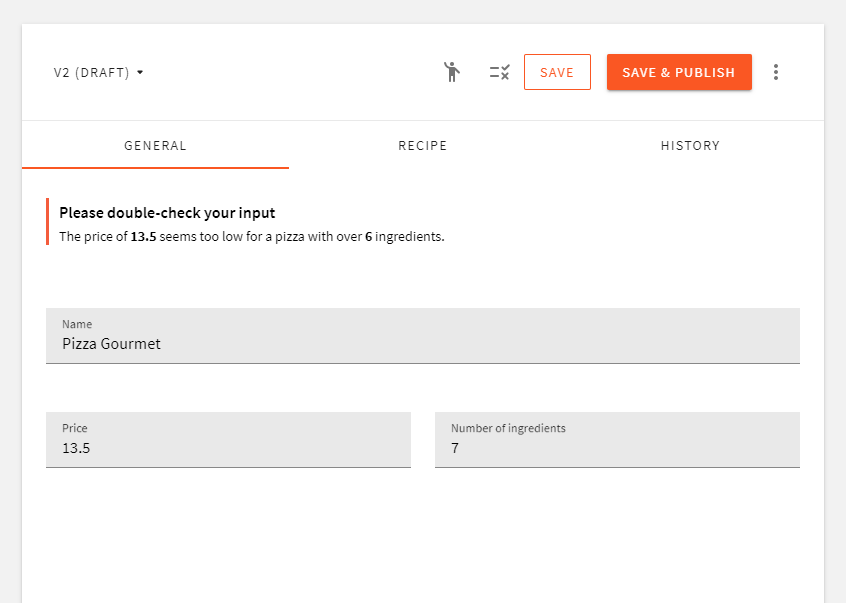 V2 (DRAFT)
SAVE
SAVE & PUBLISH
GENERAL
RECIPE
HISTORY
Please double-check your input
The price of 13.5 seems too low for a pizza with over 6 ingredients.
Name
Pizza Gourmet
Price
13.5
Number of ingredients
7